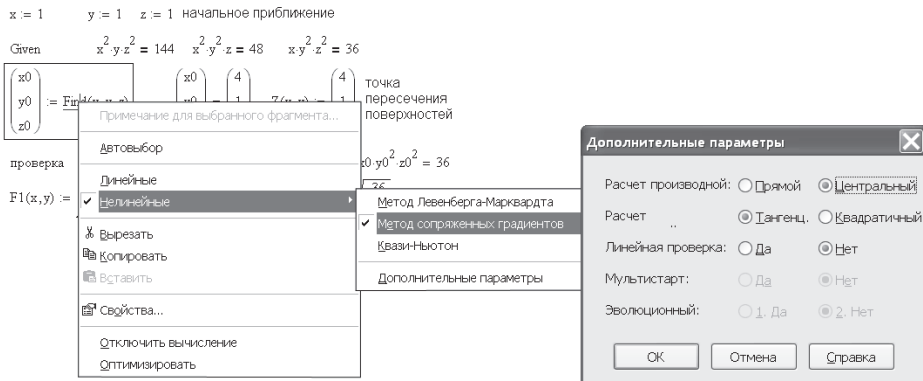 x := 1 y := 1 z := 1 начальное приближение
Given x²·y·z² = 144 x²·y²·z = 48 x·y²·z² = 36
(x0 y0 z0) := Find(x,y,z) (x0 = (4 1 Z(x,y) := (4 1 точка
пересечения
поверхностей
проверка x0·y0²·z0² = 36
F1(x,y) := 36
Примечание для выбранного фрагмента...
Автовыбор
Линейные
Нелинейные
Вырезать
Копировать
Вставить
Свойства...
Отключить вычисление
Оптимизировать
Метод Левенберга-Марквардта
Метод сопряженных градиентов
Квази-Ньютон
Дополнительные параметры
Дополнительные параметры
Расчет производной: Прямой Центральный
Расчет ,, Тангенц. Квадратичный
Линейная проверка: Да Нет
Мультистарт: Да Нет
Эволюционный: 1. Да 2. Нет
OK Отмена Справка